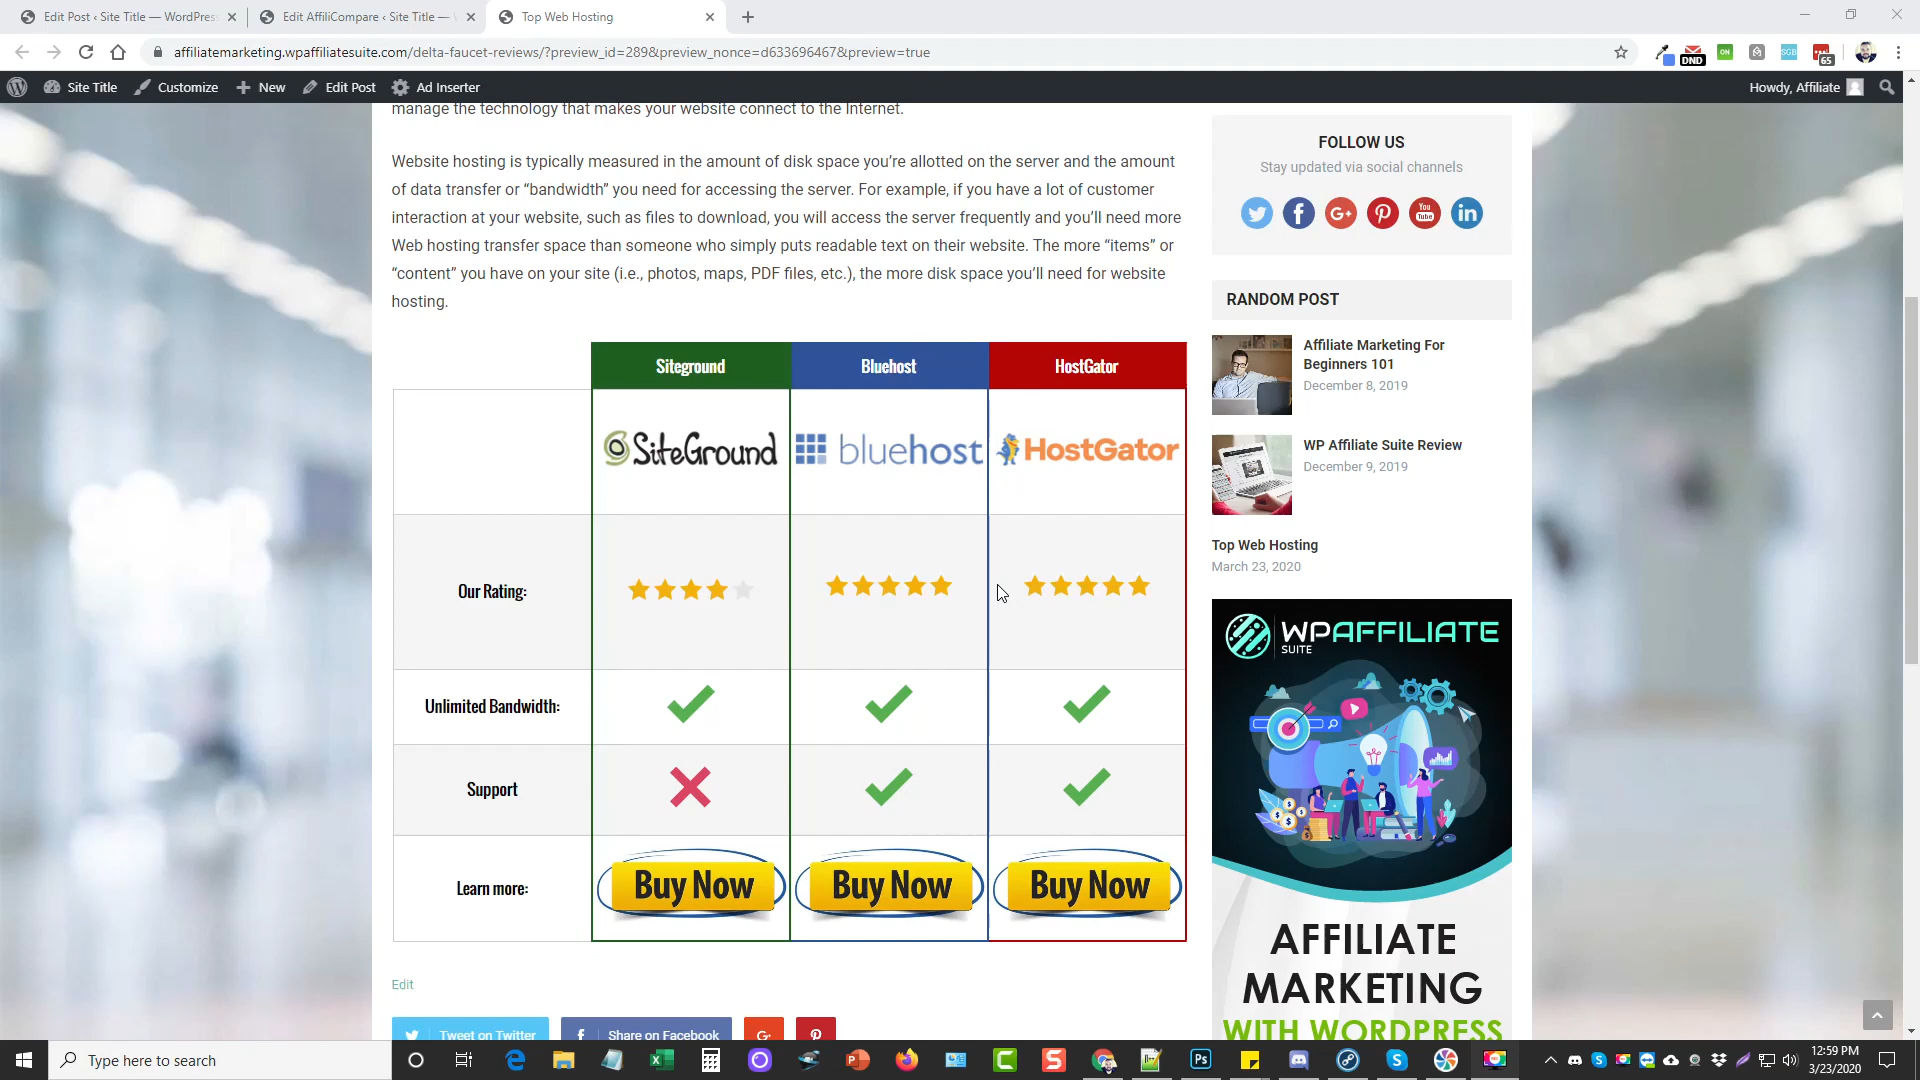 Edit Post ‹ Site Title — WordPress
Edit AffiliCompare ‹ Site Title —
Top Web Hosting
affiliatemarketing.wpaffiliatesuite.com/delta-faucet-reviews/?preview_id=289&preview_nonce=d633696467&preview=true
DND
ON
SGB
65
Site Title
Customize
New
Edit Post
Ad Inserter
Howdy, Affiliate
manage the technology that makes your website connect to the Internet.
Website hosting is typically measured in the amount of disk space you’re allotted on the server and the amount
of data transfer or “bandwidth” you need for accessing the server. For example, if you have a lot of customer
interaction at your website, such as files to download, you will access the server frequently and you’ll need more
Web hosting transfer space than someone who simply puts readable text on their website. The more “items” or
“content” you have on your site (i.e., photos, maps, PDF files, etc.), the more disk space you’ll need for website
hosting.
Siteground
Bluehost
HostGator
SiteGround
bluehost
HostGator
Our Rating:
Unlimited Bandwidth:
Support
Learn more:
Buy Now
Buy Now
Buy Now
Edit
Tweet on Twitter
Share on Facebook
G+
FOLLOW US
Stay updated via social channels
G+
You
Tube
in
RANDOM POST
Affiliate Marketing For
Beginners 101
December 8, 2019
WP Affiliate Suite Review
December 9, 2019
Top Web Hosting
March 23, 2020
WPAFFILIATE
SUITE
AFFILIATE
MARKETING
WITH WORDPRESS
Type here to search
Ps
12:59 PM
3/23/2020